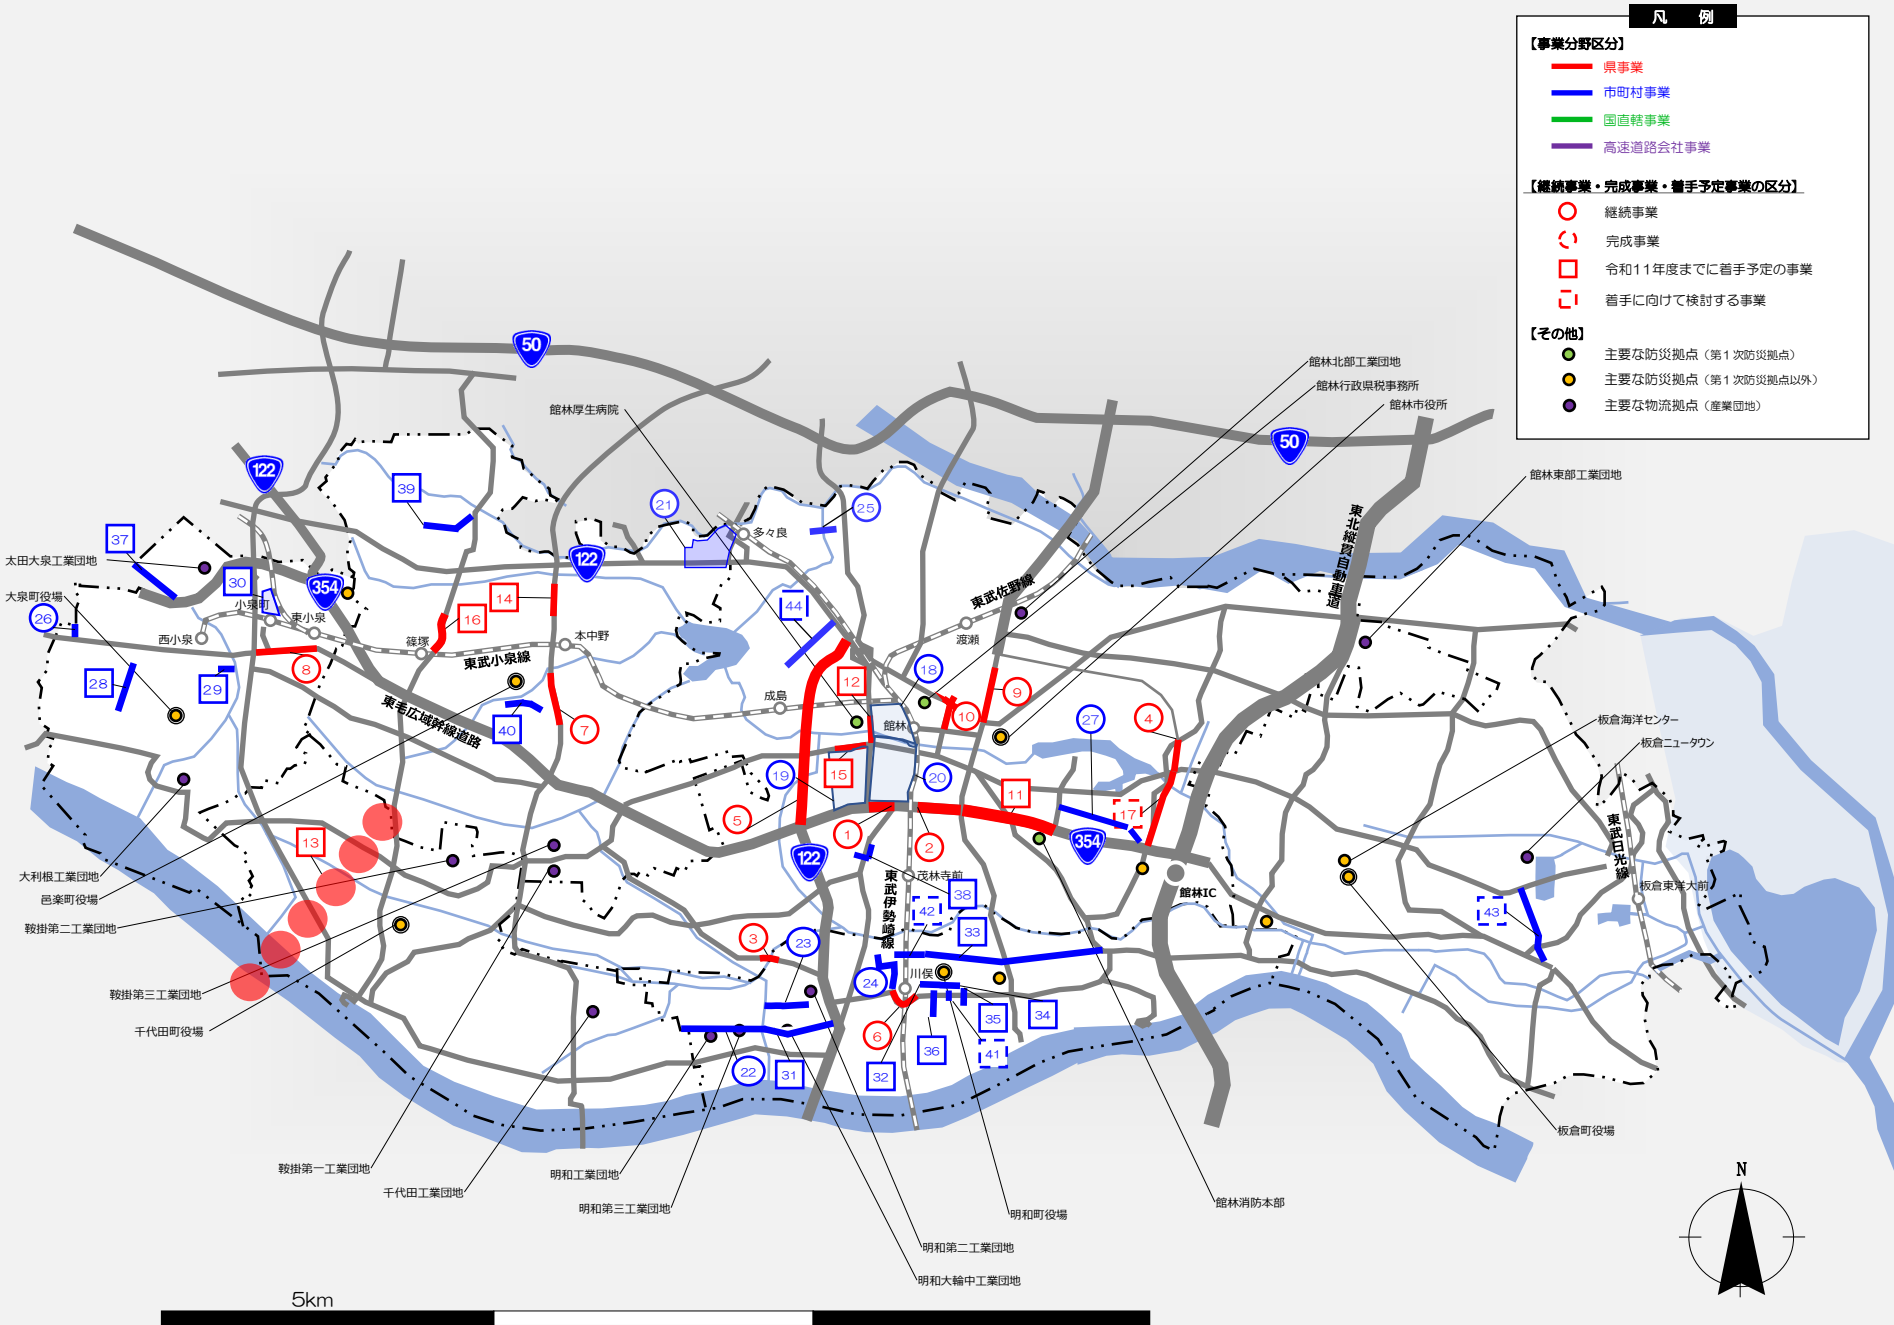 凡　例
【事業分野区分】
県事業
市町村事業
国直轄事業
高速道路会社事業
【継続事業・完成事業・着手予定事業の区分】
継続事業
完成事業
令和11年度までに着手予定の事業
着手に向けて検討する事業
【その他】
主要な防災拠点（第１次防災拠点）
主要な防災拠点（第１次防災拠点以外）
主要な物流拠点（産業団地）
50
館林北部工業団地
館林行政県税事務所
館林市役所
館林厚生病院
50
122
館林東部工業団地
39
21
25
東北縦貫自動車道
37
多々良
太田大泉工業団地
122
30
354
大泉町役場
小泉町
14
44
東武佐野線
26
東小泉
16
西小泉
篠塚
本中野
渡瀬
東武小泉線
8
28
29
12
18
9
成島
東毛広域幹線道路
40
7
館林
10
27
4
板倉海洋センター
板倉ニュータウン
19
15
20
11
17
5
13
1
2
354
122
東武日光線
大利根工業団地
茂林寺前
館林IC
板倉東洋大前
邑楽町役場
東武伊勢崎線
38
42
43
鞍掛第二工業団地
3
23
33
川俣
24
鞍掛第三工業団地
35
34
千代田町役場
6
36
41
22
31
32
板倉町役場
鞍掛第一工業団地
明和工業団地
千代田工業団地
明和第三工業団地
明和町役場
館林消防本部
明和第二工業団地
明和大輪中工業団地
N
5km